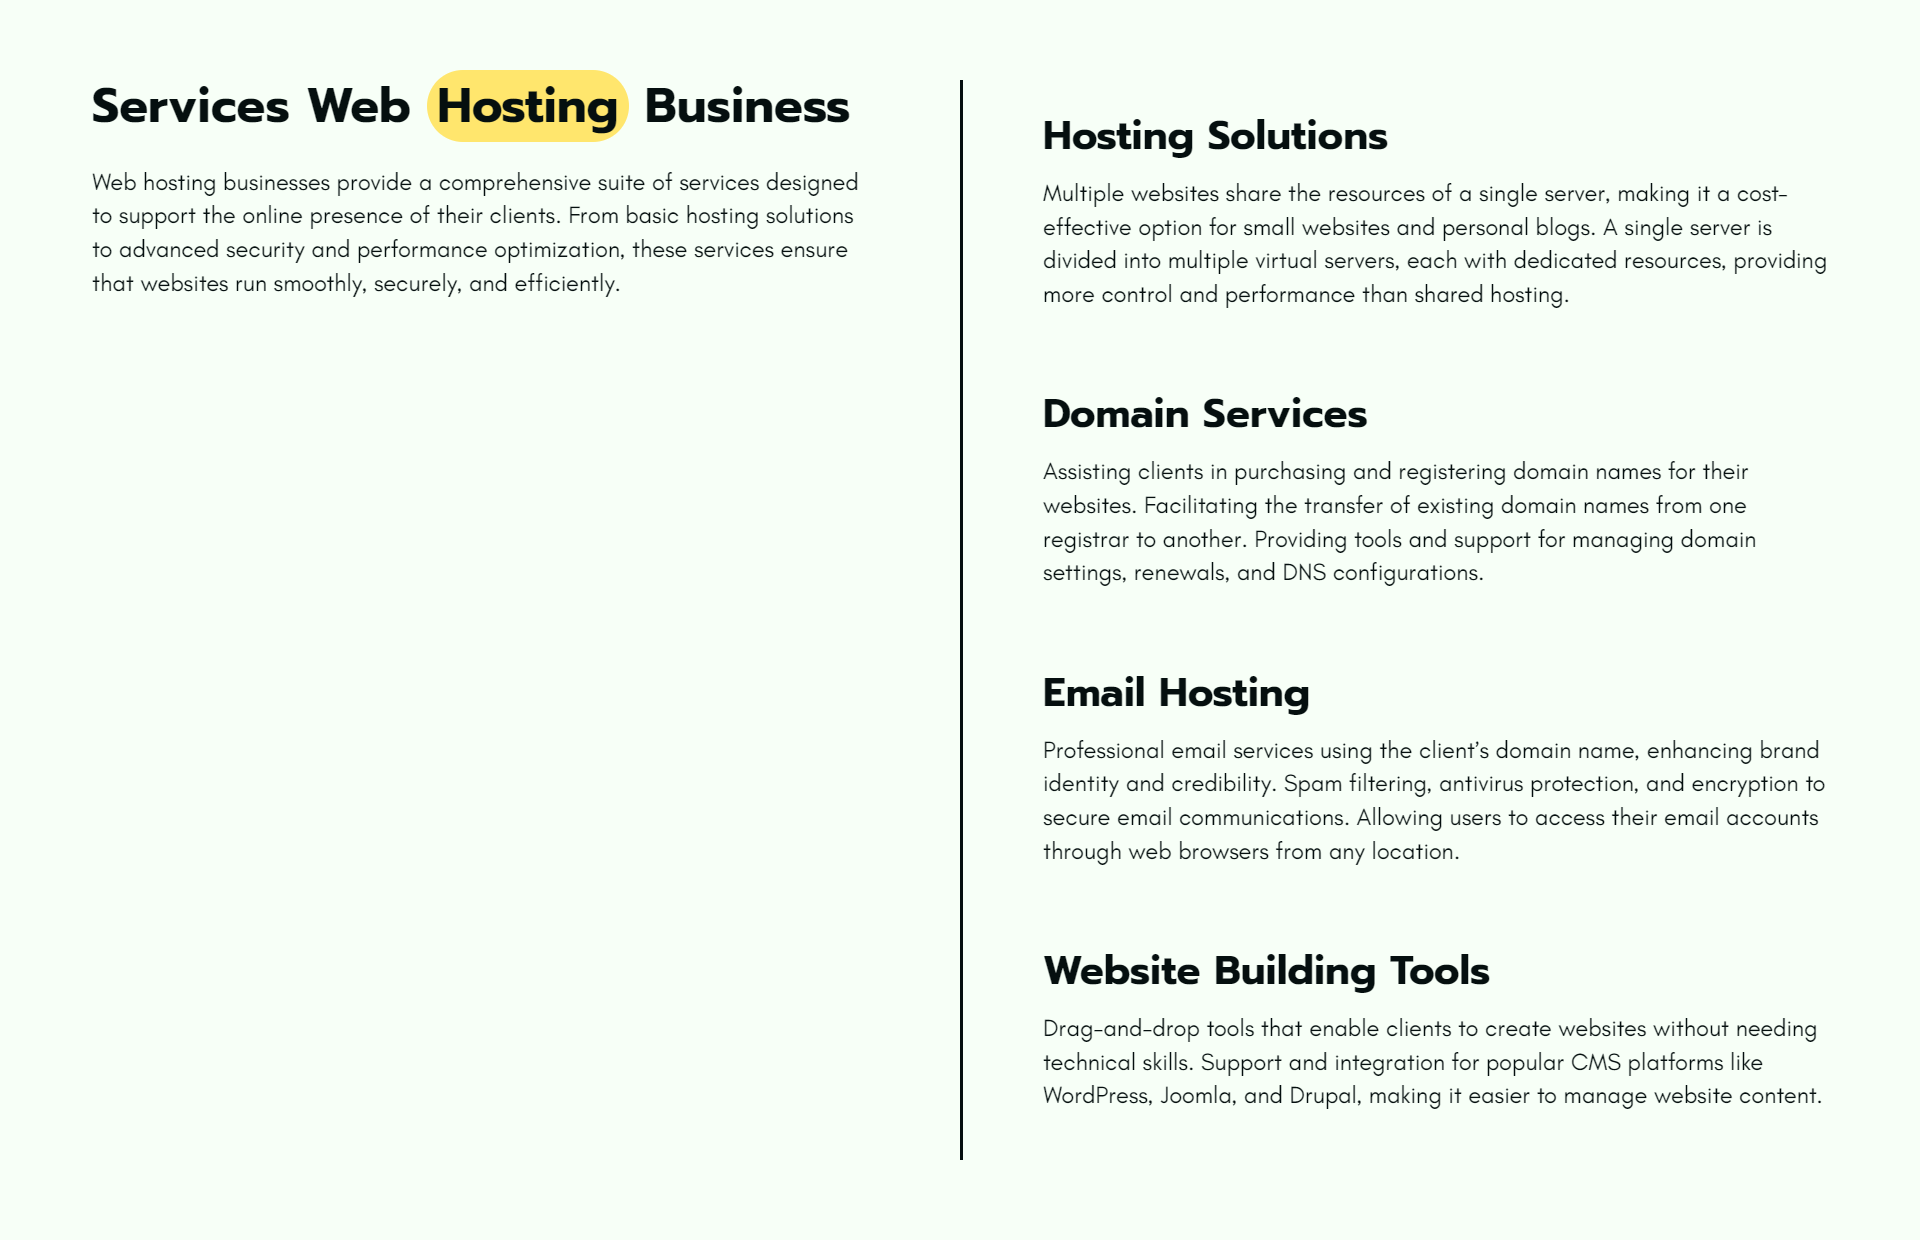 Services Web Hosting Business
Web hosting businesses provide a comprehensive suite of services designed
to support the online presence of their clients. From basic hosting solutions
to advanced security and performance optimization, these services ensure
that websites run smoothly, securely, and efficiently.
Hosting Solutions
Multiple websites share the resources of a single server, making it a cost-
effective option for small websites and personal blogs. A single server is
divided into multiple virtual servers, each with dedicated resources, providing
more control and performance than shared hosting.
Domain Services
Assisting clients in purchasing and registering domain names for their
websites. Facilitating the transfer of existing domain names from one
registrar to another. Providing tools and support for managing domain
settings, renewals, and DNS configurations.
Email Hosting
Professional email services using the client’s domain name, enhancing brand
identity and credibility. Spam filtering, antivirus protection, and encryption to
secure email communications. Allowing users to access their email accounts
through web browsers from any location.
Website Building Tools
Drag-and-drop tools that enable clients to create websites without needing
technical skills. Support and integration for popular CMS platforms like
WordPress, Joomla, and Drupal, making it easier to manage website content.